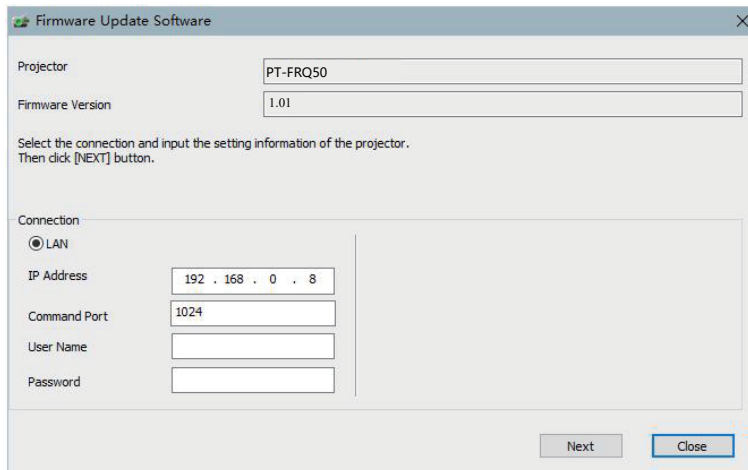 Firmware Update Software
Projector
PT-FRQ50
Firmware Version
1.01
Select the connection and input the setting information of the projector.
Then click [NEXT] button.
Connection
LAN
IP Address
192 . 168 . 0 . 8
Command Port
1024
User Name
Password
Next
Close